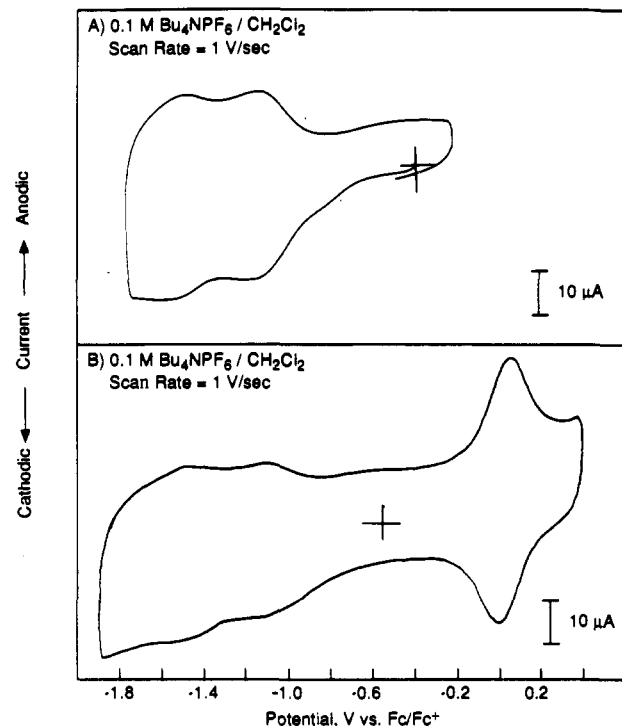 A) 0.1 M Bu₄NPF₆ / CH₂Cl₂
Scan Rate = 1 V/sec
10 µA
B) 0.1 M Bu₄NPF₆ / CH₂Cl₂
Scan Rate = 1 V/sec
10 µA
Cathodic ← Current → Anodic
-1.8 -1.4 -1.0 -0.6 -0.2 0.2
Potential, V vs. Fc/Fc⁺